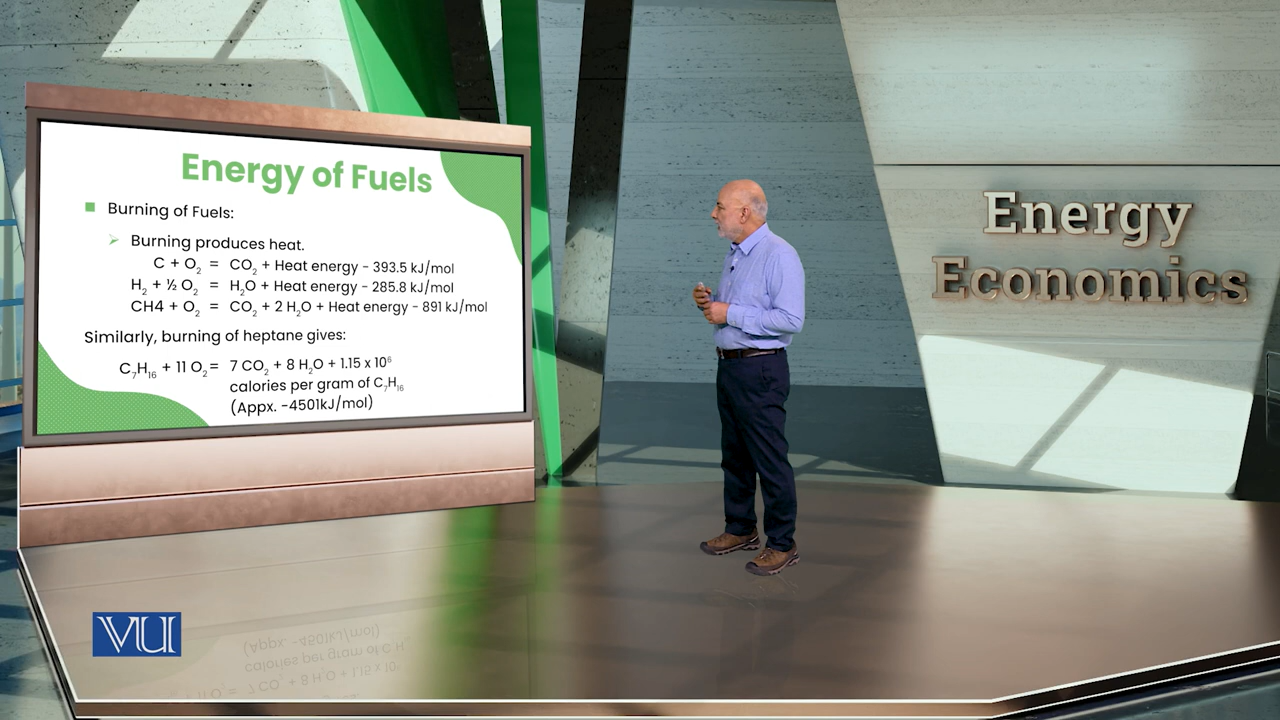 Energy of Fuels
Burning of Fuels:
Burning produces heat.
C + O₂ = CO₂ + Heat energy - 393.5 kJ/mol
H₂ + ½ O₂ = H₂O + Heat energy - 285.8 kJ/mol
CH4 + O₂ = CO₂ + 2 H₂O + Heat energy - 891 kJ/mol
Similarly, burning of heptane gives:
C₇H₁₆ + 11 O₂ = 7 CO₂ + 8 H₂O + 1.15 x 10⁶
calories per gram of C₇H₁₆
(Appx. -4501kJ/mol)
Energy
Economics
VU